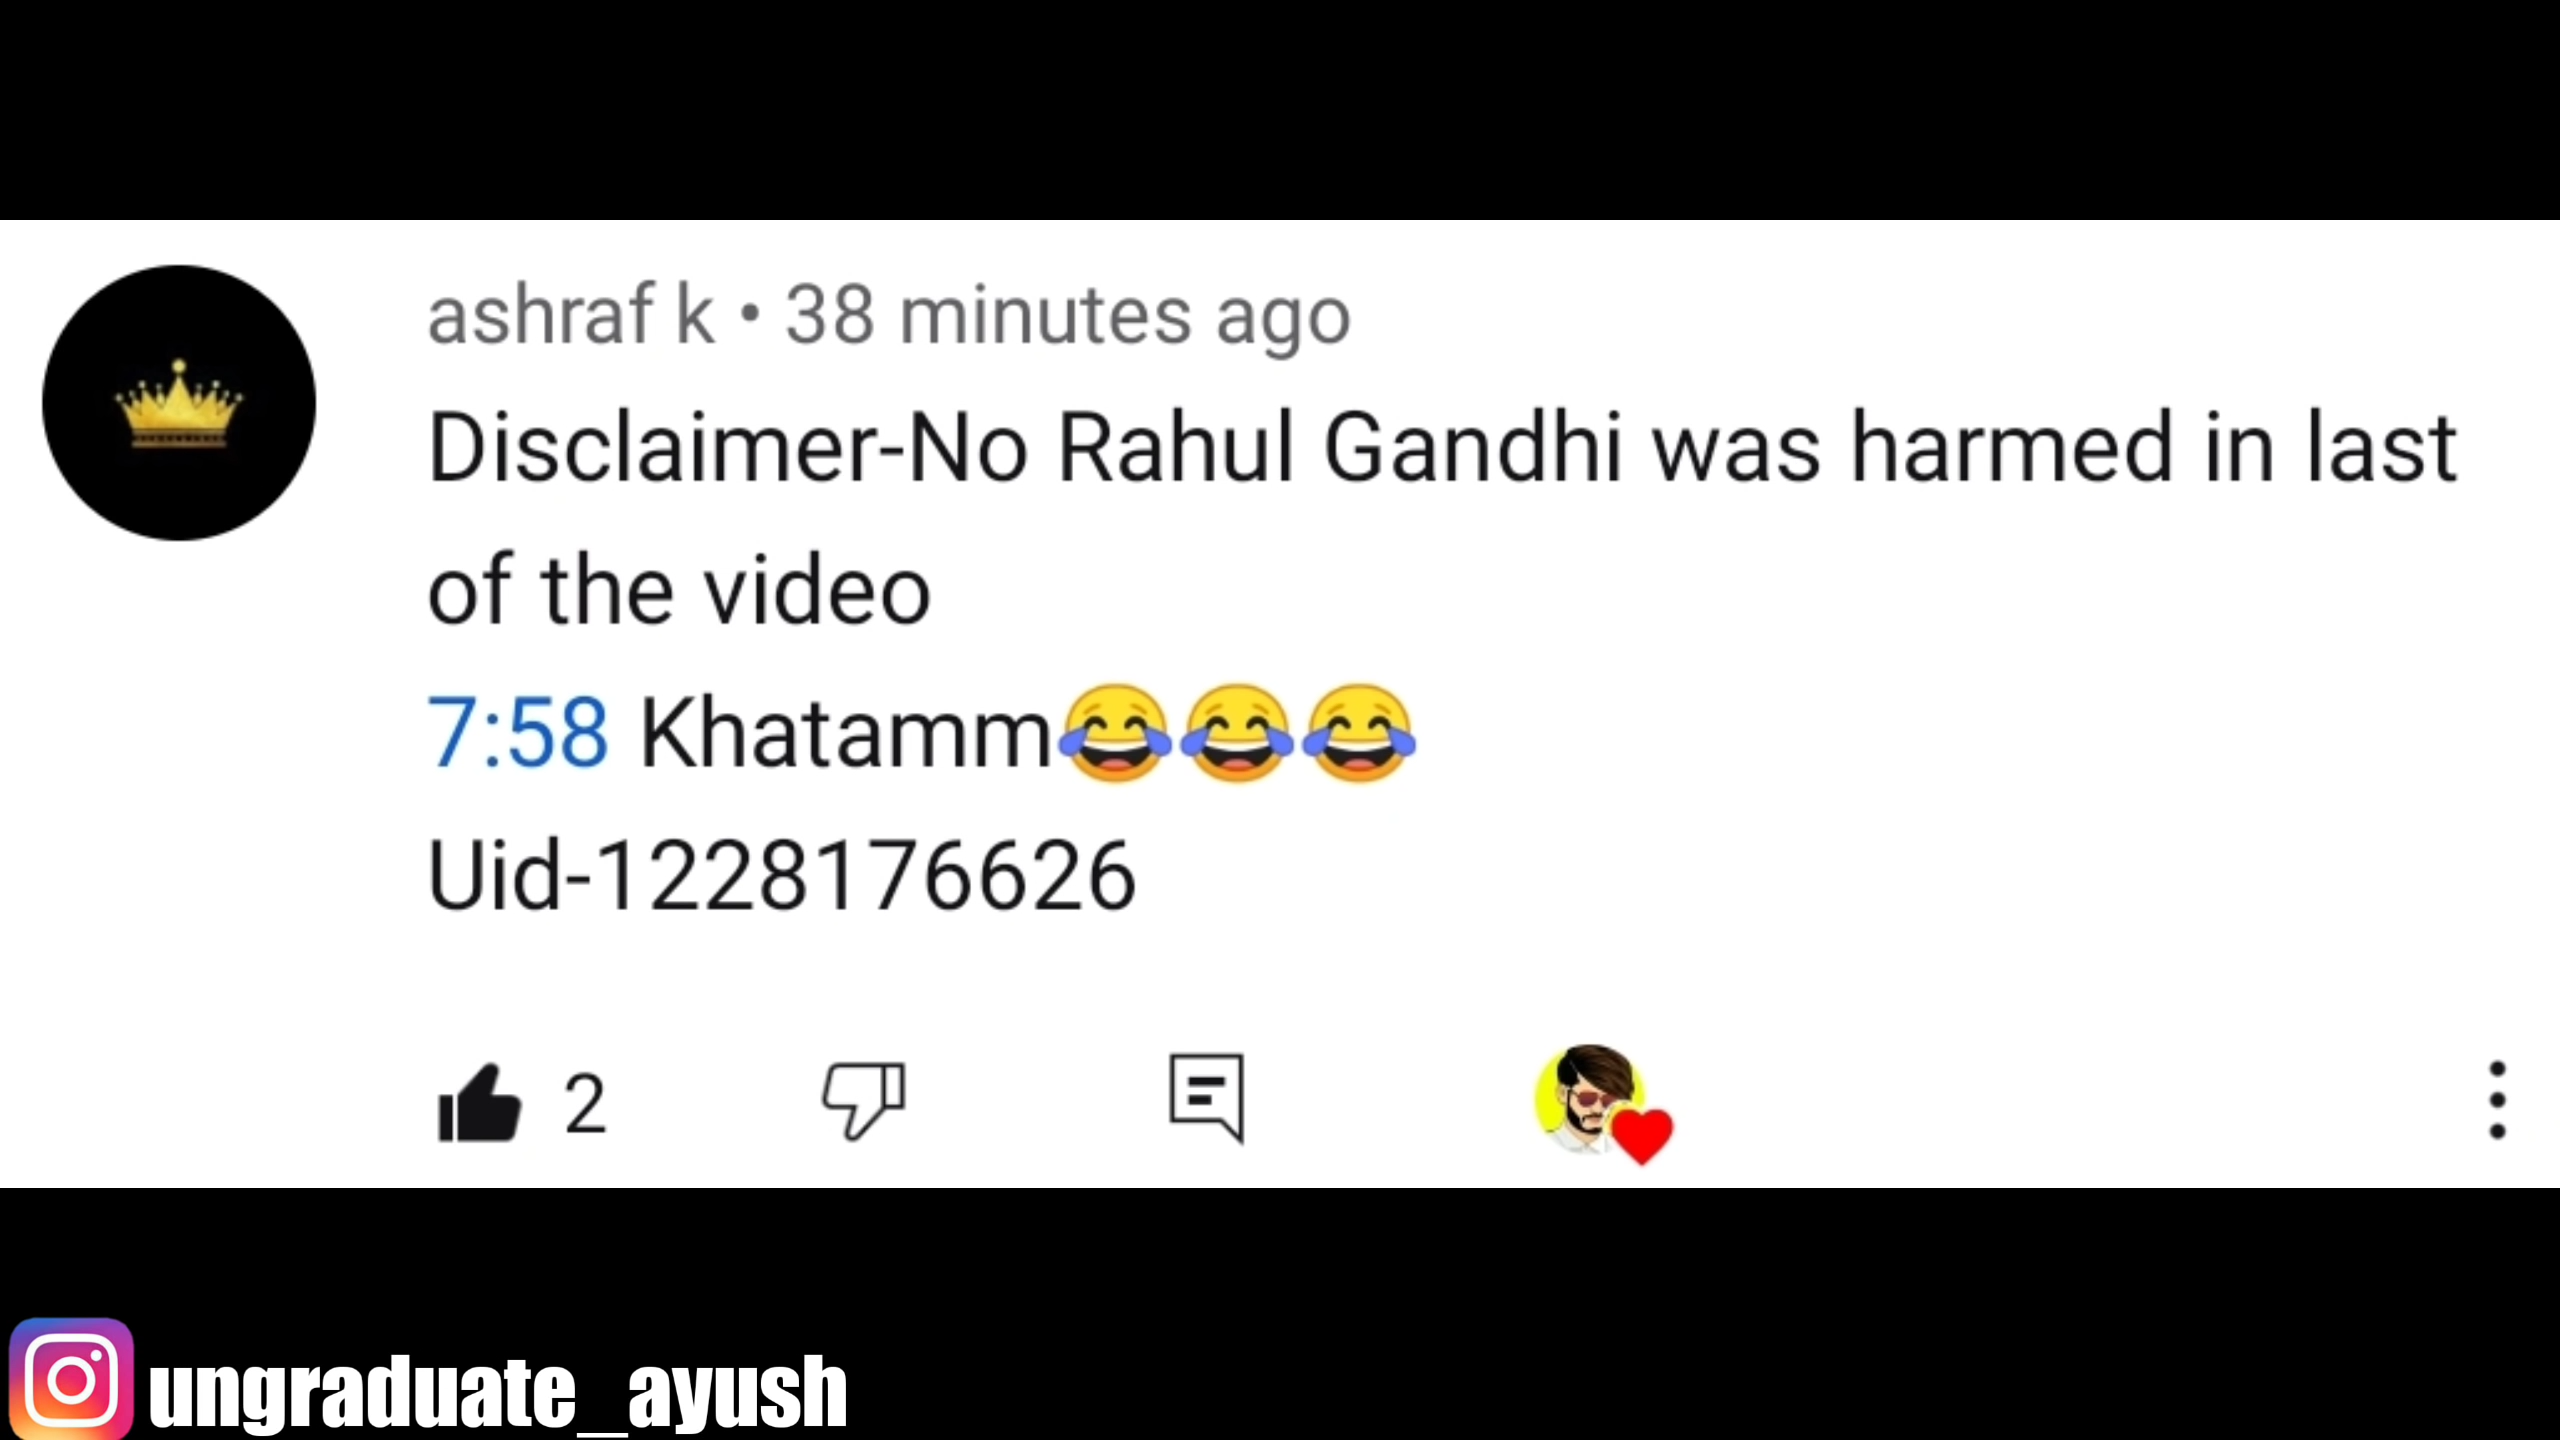 ashraf k • 38 minutes ago
Disclaimer-No Rahul Gandhi was harmed in last
of the video
7:58 Khatamm😂😂😂
Uid-1228176626
2
ungraduate_ayush